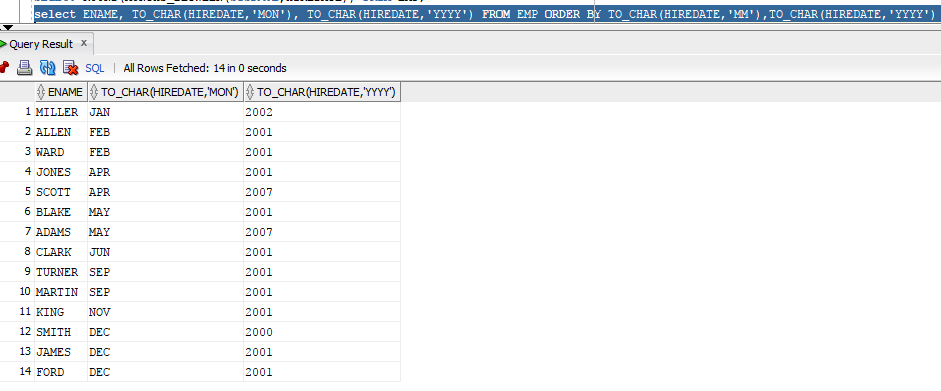 select ENAME, TO_CHAR(HIREDATE,'MON'), TO_CHAR(HIREDATE,'YYYY') FROM EMP ORDER BY TO_CHAR(HIREDATE,'MM'),TO_CHAR(HIREDATE,'YYYY')
Query Result x
SQL | All Rows Fetched: 14 in 0 seconds
ENAME TO_CHAR(HIREDATE,'MON') TO_CHAR(HIREDATE,'YYYY')
1 MILLER JAN 2002
2 ALLEN FEB 2001
3 WARD FEB 2001
4 JONES APR 2001
5 SCOTT APR 2007
6 BLAKE MAY 2001
7 ADAMS MAY 2007
8 CLARK JUN 2001
9 TURNER SEP 2001
10 MARTIN SEP 2001
11 KING NOV 2001
12 SMITH DEC 2000
13 JAMES DEC 2001
14 FORD DEC 2001